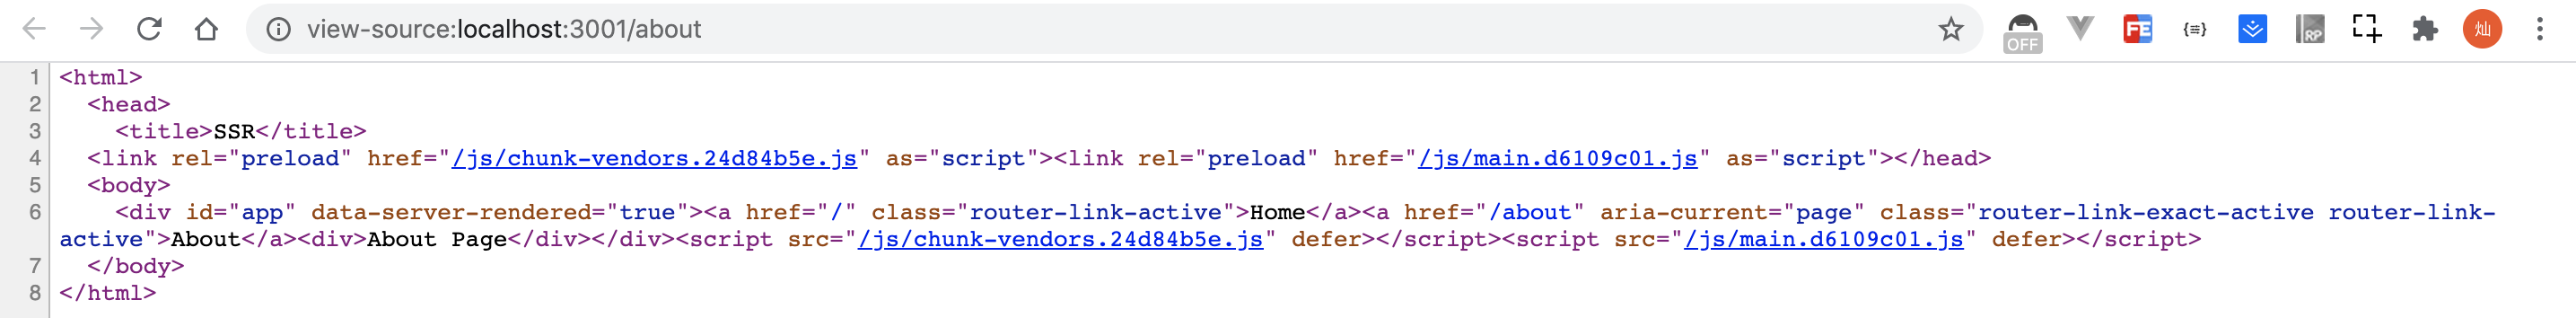 view-source:localhost:3001/about
OFF
FE
{≡}
RP
灿
1 <html>
2 <head>
3 <title>SSR</title>
4 <link rel="preload" href="/js/chunk-vendors.24d84b5e.js" as="script"><link rel="preload" href="/js/main.d6109c01.js" as="script"></head>
5 <body>
6 <div id="app" data-server-rendered="true"><a href="/" class="router-link-active">Home</a><a href="/about" aria-current="page" class="router-link-exact-active router-link-
active">About</a><div>About Page</div></div><script src="/js/chunk-vendors.24d84b5e.js" defer></script><script src="/js/main.d6109c01.js" defer></script>
7 </body>
8 </html>